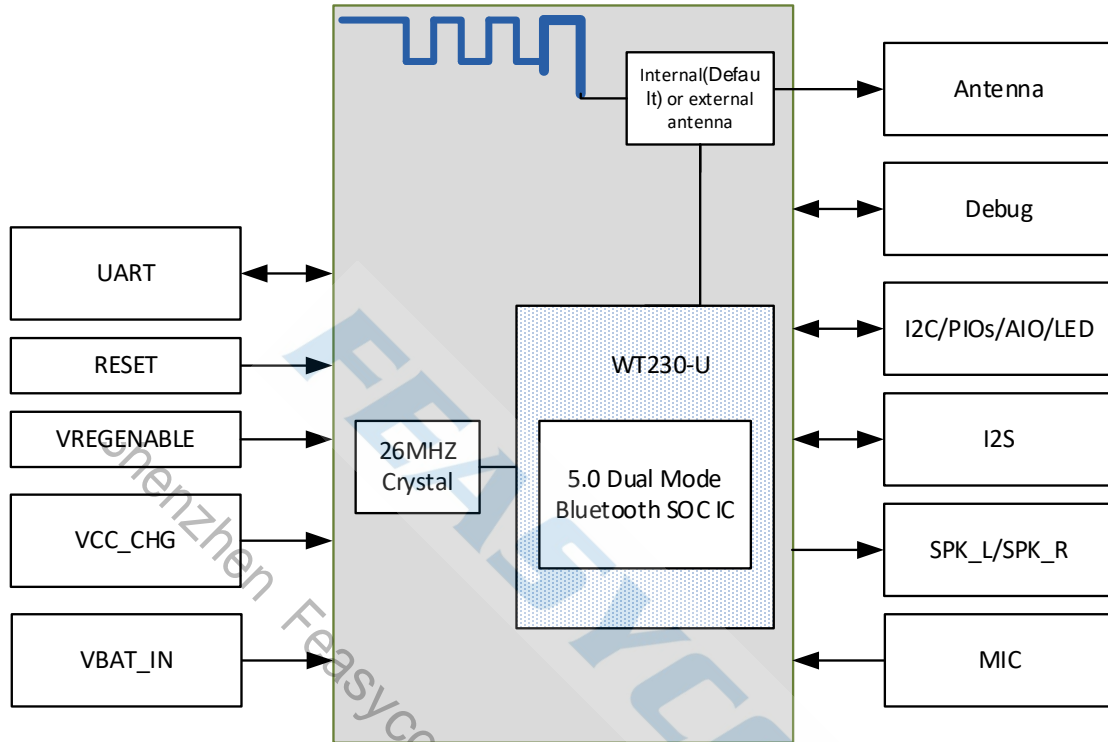 Internal(Defau
lt) or external
antenna
Antenna
Debug
UART
I2C/PIOs/AIO/LED
RESET
WT230-U
VREGENABLE
26MHZ
Crystal
5.0 Dual Mode
Bluetooth SOC IC
I2S
VCC_CHG
SPK_L/SPK_R
VBAT_IN
MIC
Shenzhen Feasyco
FEASYCO